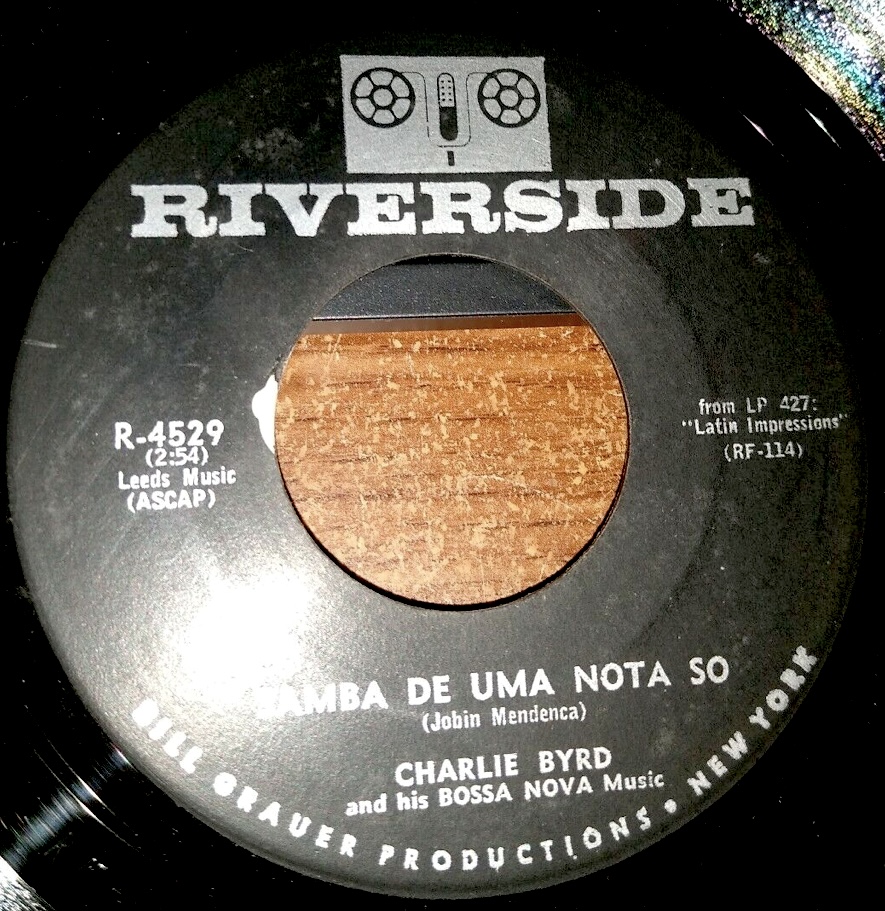 RIVERSIDE
R-4529
(2:54)
Leeds Music
(ASCAP)
from LP 427:
"Latin Impressions"
(RF-114)
SAMBA DE UMA NOTA SO
(Jobin Mendenca)
CHARLIE BYRD
and his BOSSA NOVA Music
BILL GRAUER PRODUCTIONS • NEW YORK